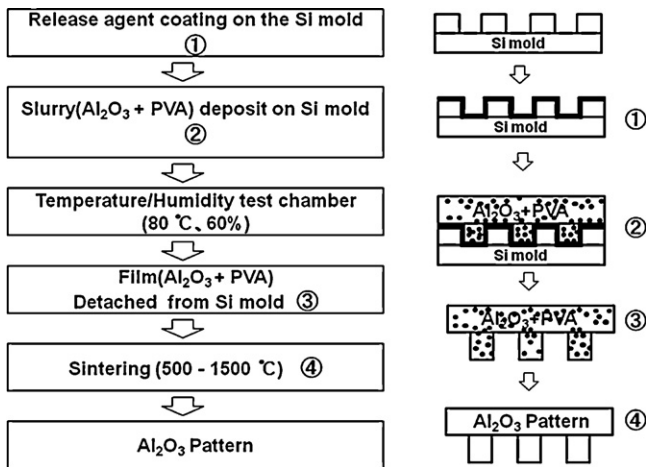 Release agent coating on the Si mold
①
Slurry(Al₂O₃ + PVA) deposit on Si mold
②
Temperature/Humidity test chamber
(80 ℃、60%)
Film(Al₂O₃ + PVA)
Detached from Si mold ③
Sintering (500 - 1500 ℃) ④
Al₂O₃ Pattern
Si mold
Si mold ①
Al₂O₃+PVA
②
Si mold
Al₂O₃+PVA ③
Al₂O₃ Pattern ④